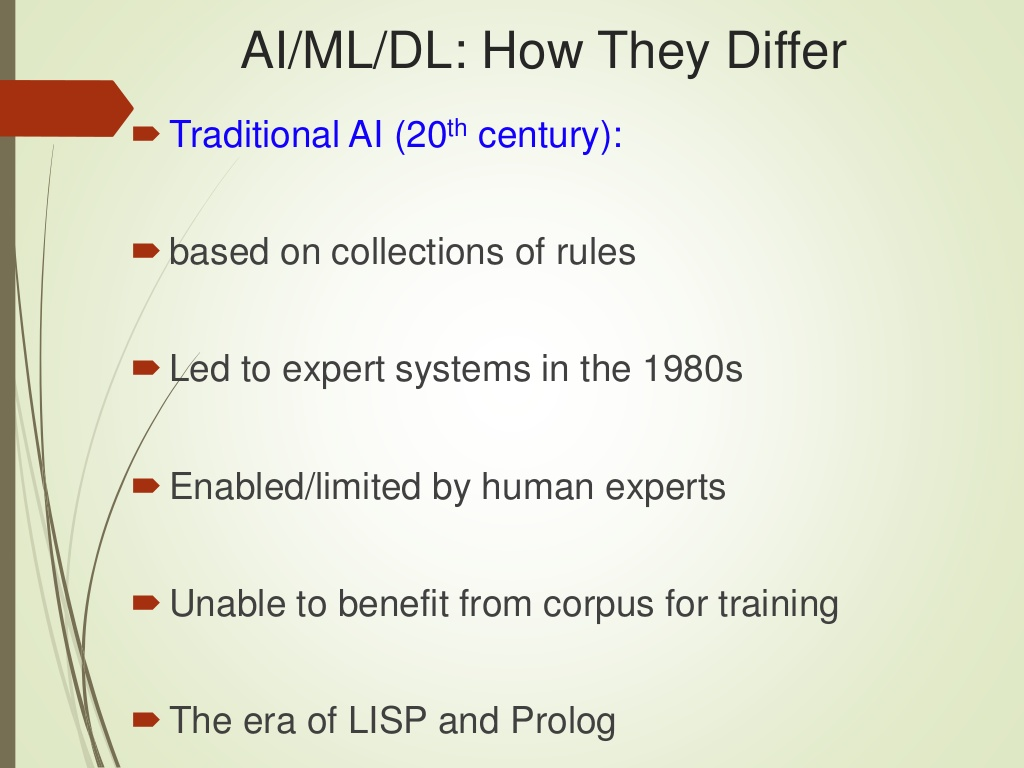 AI/ML/DL: How They Differ
Traditional AI (20th century):
based on collections of rules
Led to expert systems in the 1980s
Enabled/limited by human experts
Unable to benefit from corpus for training
The era of LISP and Prolog